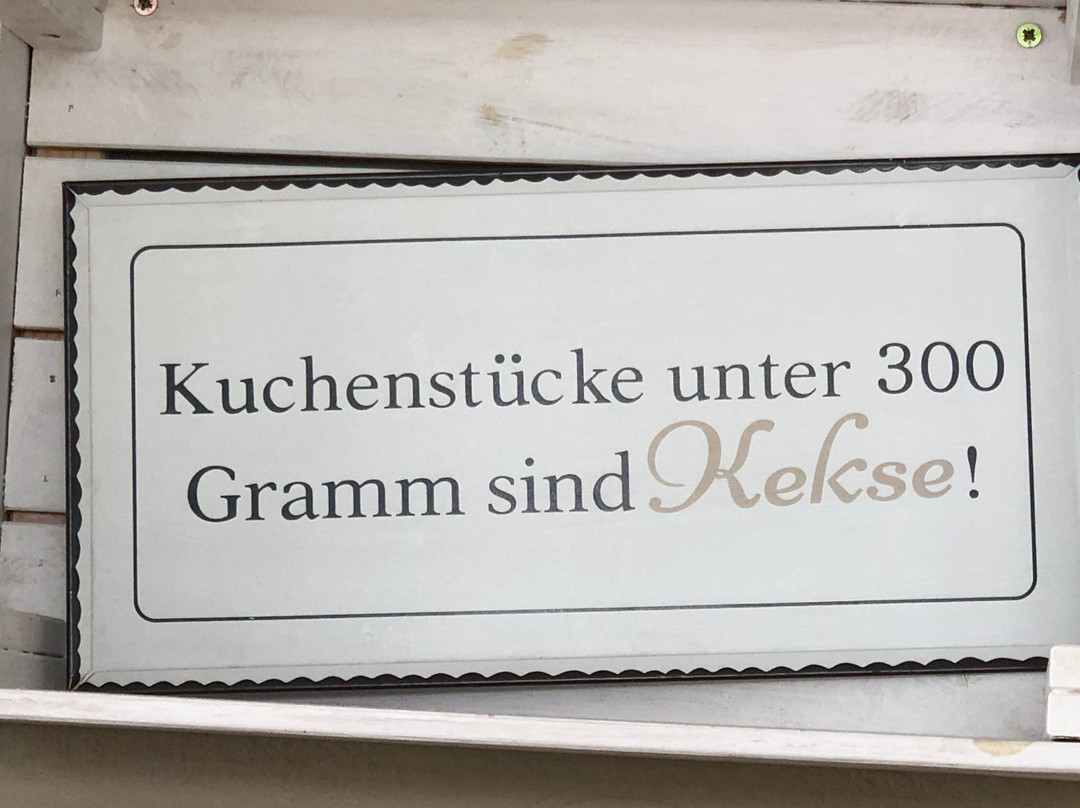 Kuchenstücke unter 300
Gramm sind Kekse!